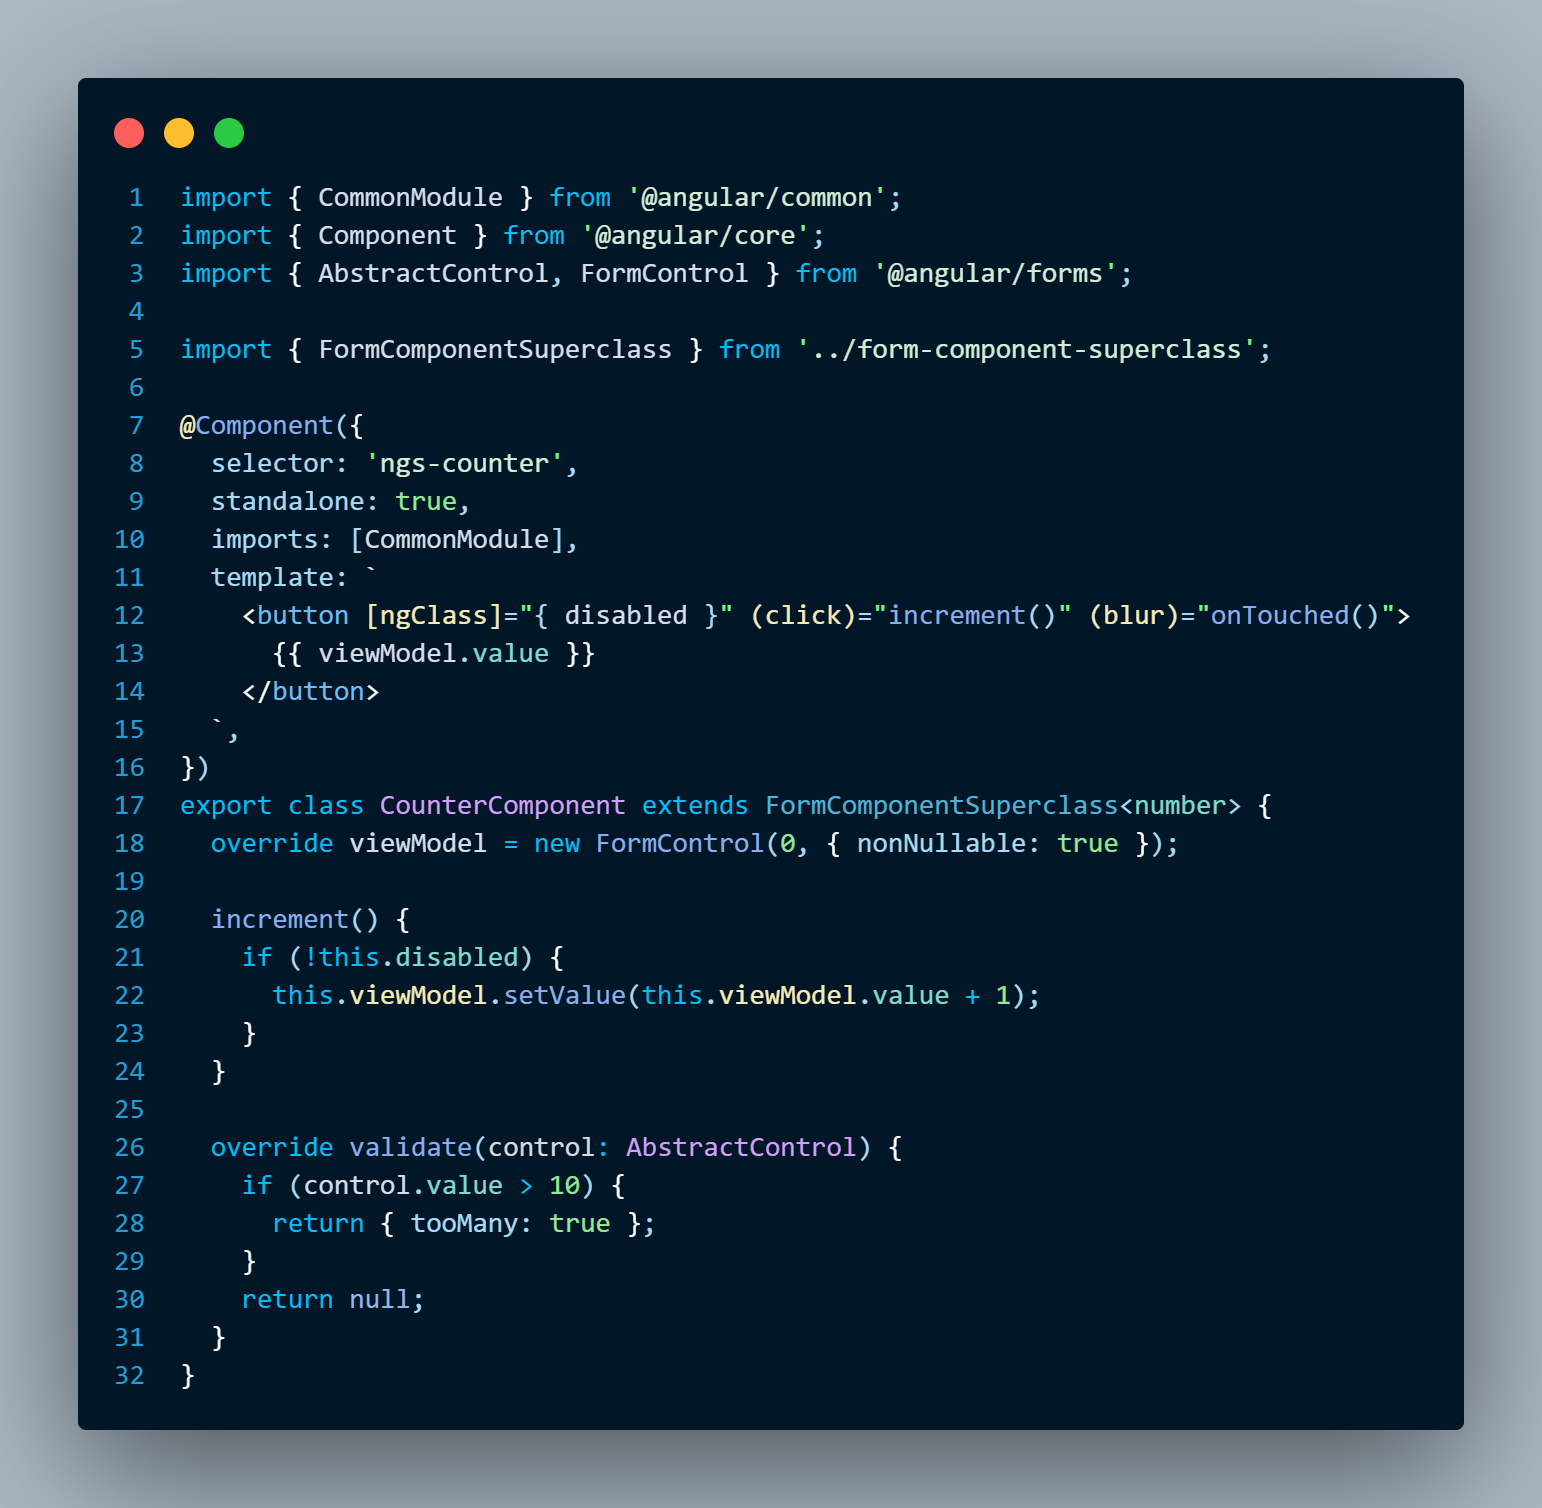 1 import { CommonModule } from '@angular/common';
2 import { Component } from '@angular/core';
3 import { AbstractControl, FormControl } from '@angular/forms';
4
5 import { FormComponentSuperclass } from '../form-component-superclass';
6
7 @Component({
8   selector: 'ngs-counter',
9   standalone: true,
10   imports: [CommonModule],
11   template: `
12     <button [ngClass]="{ disabled }" (click)="increment()" (blur)="onTouched()">
13       {{ viewModel.value }}
14     </button>
15   `,
16 })
17 export class CounterComponent extends FormComponentSuperclass<number> {
18   override viewModel = new FormControl(0, { nonNullable: true });
19
20   increment() {
21     if (!this.disabled) {
22       this.viewModel.setValue(this.viewModel.value + 1);
23     }
24   }
25
26   override validate(control: AbstractControl) {
27     if (control.value > 10) {
28       return { tooMany: true };
29     }
30     return null;
31   }
32 }